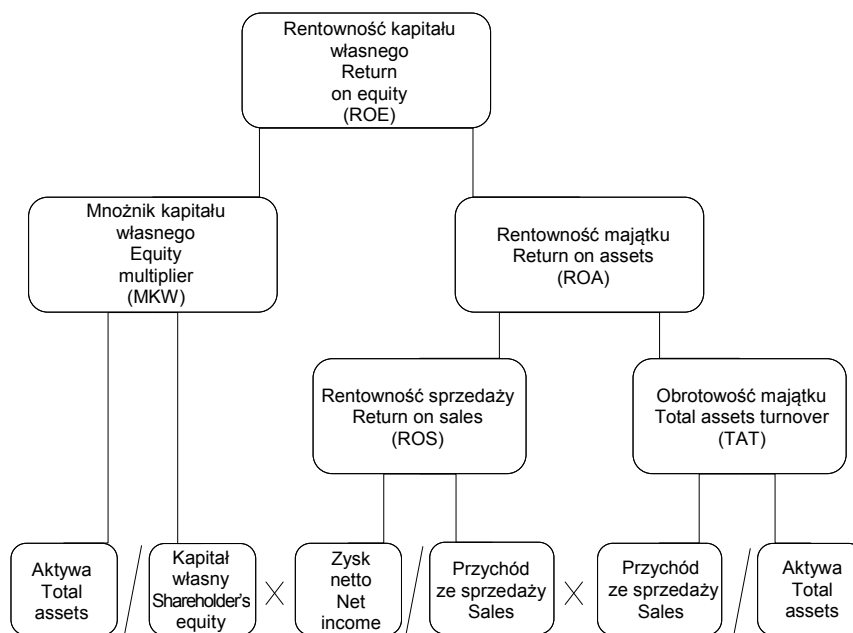 Rentowność kapitału
własnego
Return
on equity
(ROE)
Mnożnik kapitału
własnego
Equity
multiplier
(MKW)
Rentowność majątku
Return on assets
(ROA)
Rentowność sprzedaży
Return on sales
(ROS)
Obrotowość majątku
Total assets turnover
(TAT)
Aktywa
Total
assets
/
Kapitał
własny
Shareholder's
equity
×
Zysk
netto
Net
income
/
Przychód
ze sprzedaży
Sales
×
Przychód
ze sprzedaży
Sales
/
Aktywa
Total
assets